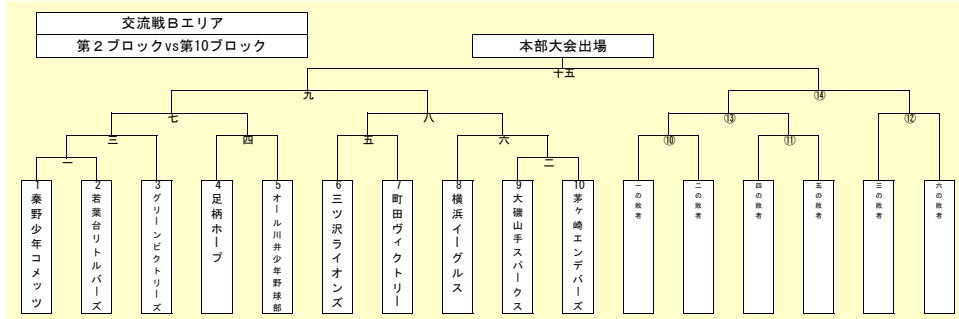 交流戦Ｂエリア
第２ブロックvs第10ブロック
本部大会出場
十五
九
⑭
七
八
⑬
⑫
三
四
五
六
⑩
⑪
一
二
1
秦野少年コメッツ
2
若葉台リトルバーズ
3
グリーンビクトリーズ
4
足柄ホープ
5
オール川井少年野球部
6
三ツ沢ライオンズ
7
町田ヴィクトリー
8
横浜イーグルス
9
大磯山手スパークス
10
茅ヶ崎エンデバーズ
一の敗者
二の敗者
四の敗者
五の敗者
三の敗者
六の敗者